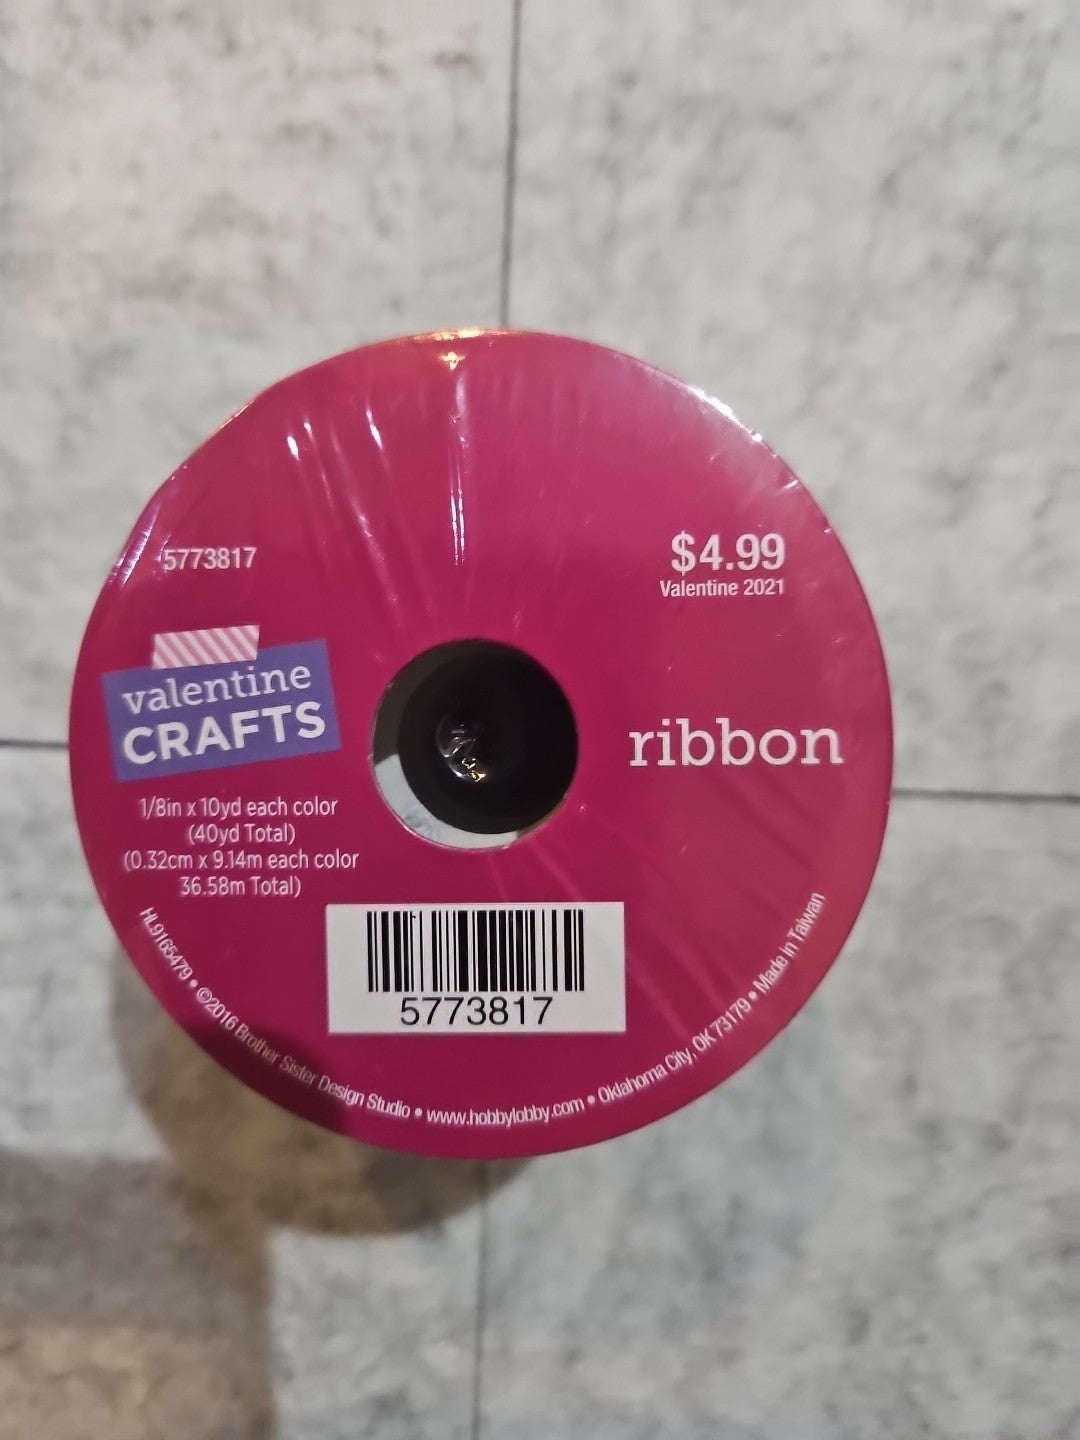 5773817
$4.99
Valentine 2021
valentine
CRAFTS
ribbon
1/8in x 10yd each color
(40yd Total)
(0.32cm x 9.14m each color
36.58m Total)
5773817
HL9165479 • ©2016 Brother Sister Design Studio • www.hobbylobby.com • Oklahoma City, OK 73179 • Made in Taiwan